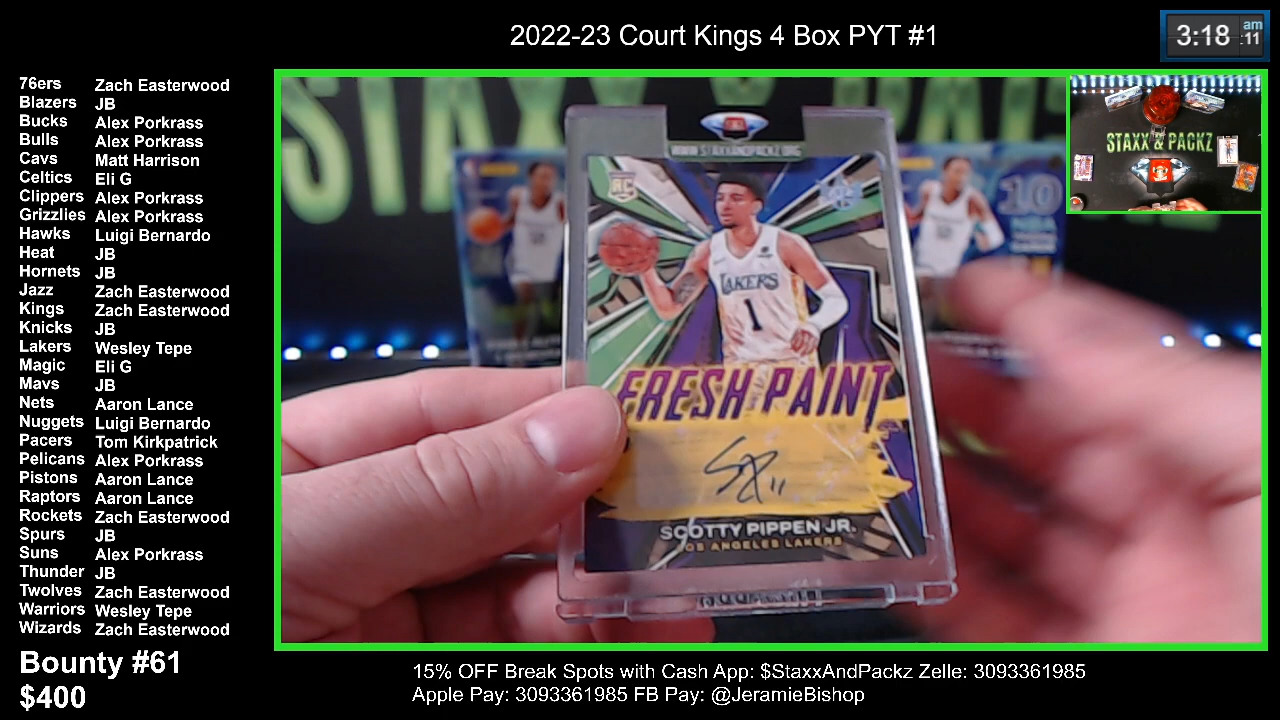 2022-23 Court Kings 4 Box PYT #1
3:18 am :11
76ers Zach Easterwood
Blazers JB
Bucks Alex Porkrass
Bulls Alex Porkrass
Cavs Matt Harrison
Celtics Eli G
Clippers Alex Porkrass
Grizzlies Alex Porkrass
Hawks Luigi Bernardo
Heat JB
Hornets JB
Jazz Zach Easterwood
Kings Zach Easterwood
Knicks JB
Lakers Wesley Tepe
Magic Eli G
Mavs JB
Nets Aaron Lance
Nuggets Luigi Bernardo
Pacers Tom Kirkpatrick
Pelicans Alex Porkrass
Pistons Aaron Lance
Raptors Aaron Lance
Rockets Zach Easterwood
Spurs JB
Suns Alex Porkrass
Thunder JB
Twolves Zach Easterwood
Warriors Wesley Tepe
Wizards Zach Easterwood
Bounty #61
$400
STAXX & PACKZ
WWW.STAXXANDPACKZ.ORG
RC
LAKERS
1
FRESH PAINT
SCOTTY PIPPEN JR.
LOS ANGELES LAKERS
10
STAXX & PACKZ
15% OFF Break Spots with Cash App: $StaxxAndPackz Zelle: 3093361985
Apple Pay: 3093361985 FB Pay: @JeramieBishop